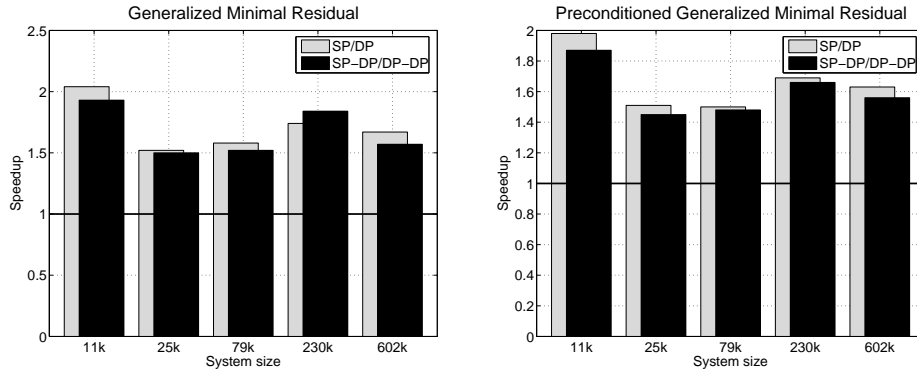 Generalized Minimal Residual
2.5
2
1.5
1
0.5
0
Speedup
SP/DP
SP−DP/DP−DP
11k 25k 79k 230k 602k
System size
Preconditioned Generalized Minimal Residual
2
1.8
1.6
1.4
1.2
1
0.8
0.6
0.4
0.2
0
Speedup
SP/DP
SP−DP/DP−DP
11k 25k 79k 230k 602k
System size